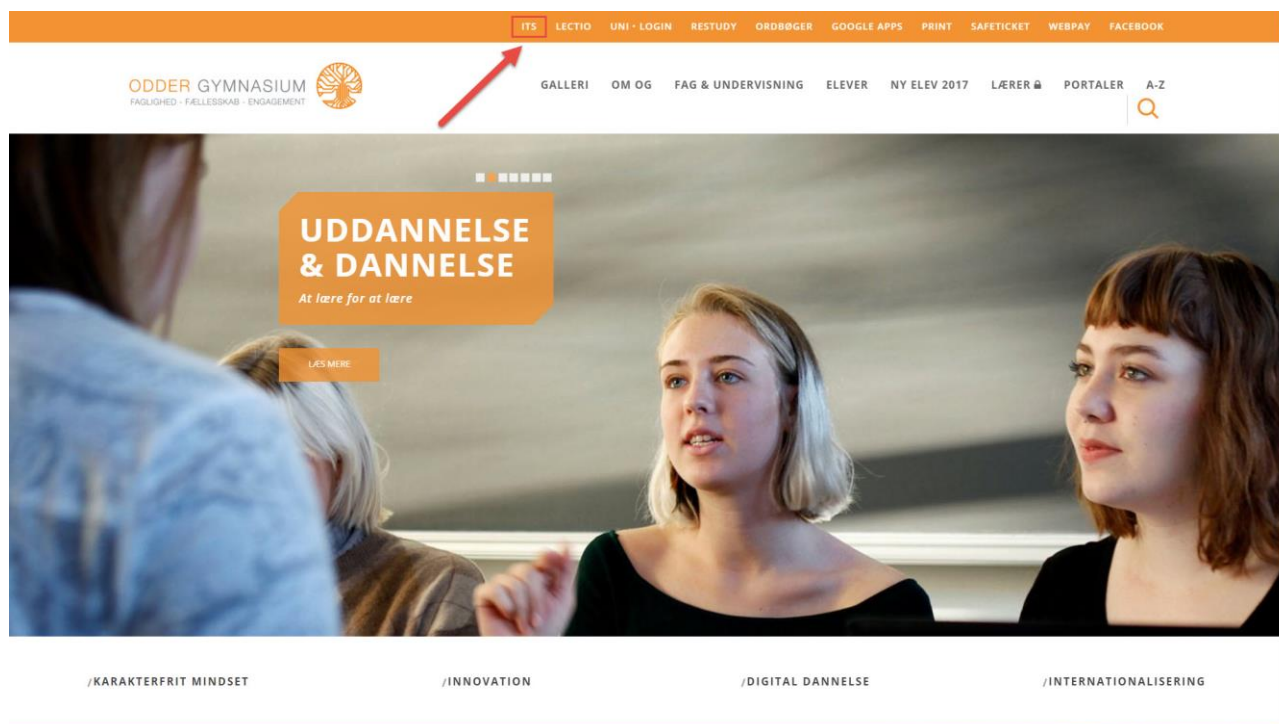 ITS LECTIO UNI • LOGIN RESTUDY ORDBØGER GOOGLE APPS PRINT SAFETICKET WEBPAY FACEBOOK
ODDER GYMNASIUM
FAGLIGHED - FÆLLESSKAB - ENGAGEMENT
GALLERI OM OG FAG & UNDERVISNING ELEVER NY ELEV 2017 LÆRER PORTALER A-Z
UDDANNELSE
& DANNELSE
At lære for at lære
LÆS MERE
/KARAKTERFRIT MINDSET /INNOVATION /DIGITAL DANNELSE /INTERNATIONALISERING